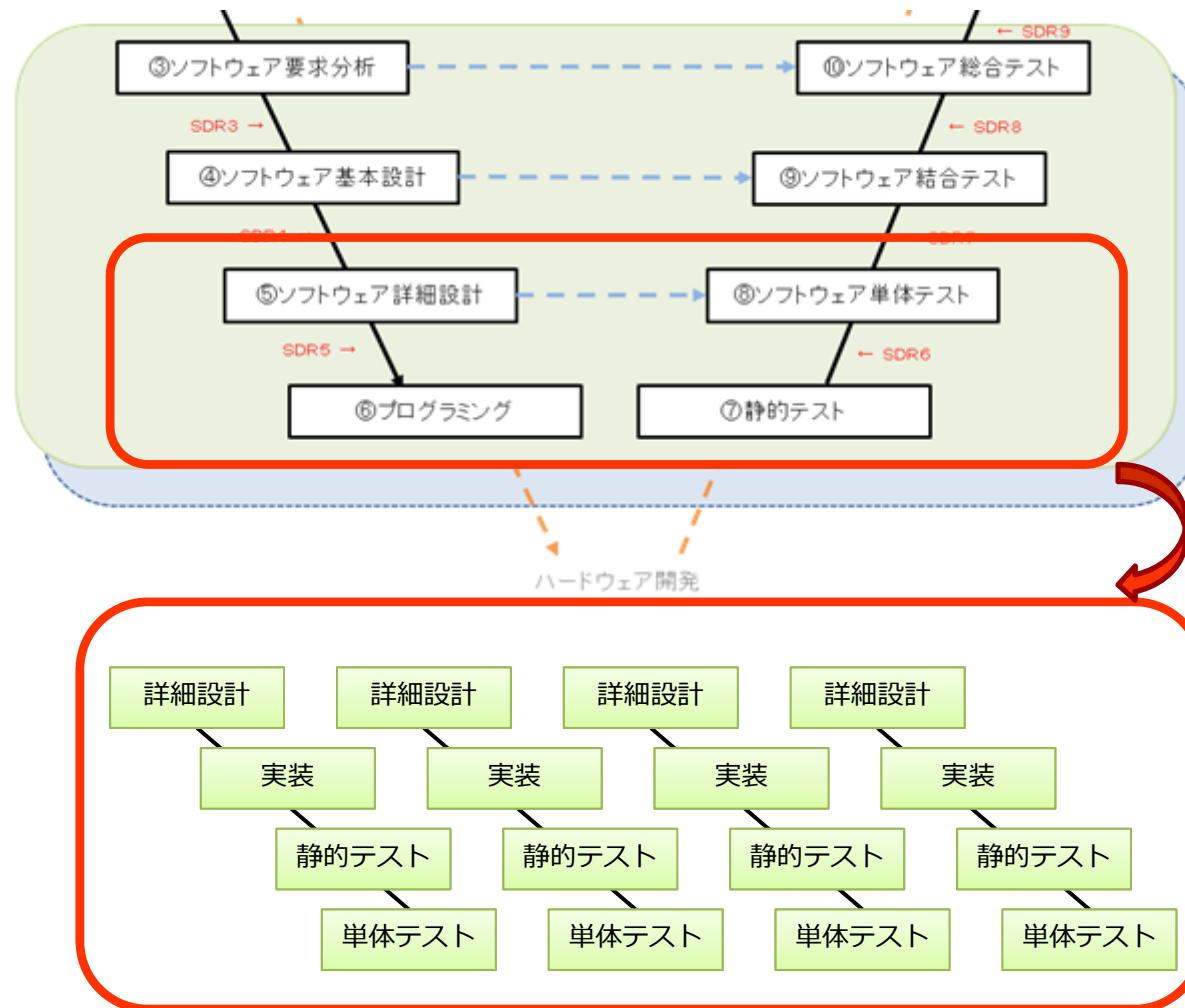 ← SDR9
③ソフトウェア要求分析
⑩ソフトウェア総合テスト
SDR3 →
← SDR8
④ソフトウェア基本設計
⑨ソフトウェア結合テスト
⑤ソフトウェア詳細設計
⑧ソフトウェア単体テスト
SDR5 →
← SDR6
⑥プログラミング
⑦静的テスト
ハードウェア開発
詳細設計 詳細設計 詳細設計 詳細設計
実装 実装 実装 実装
静的テスト 静的テスト 静的テスト 静的テスト
単体テスト 単体テスト 単体テスト 単体テスト